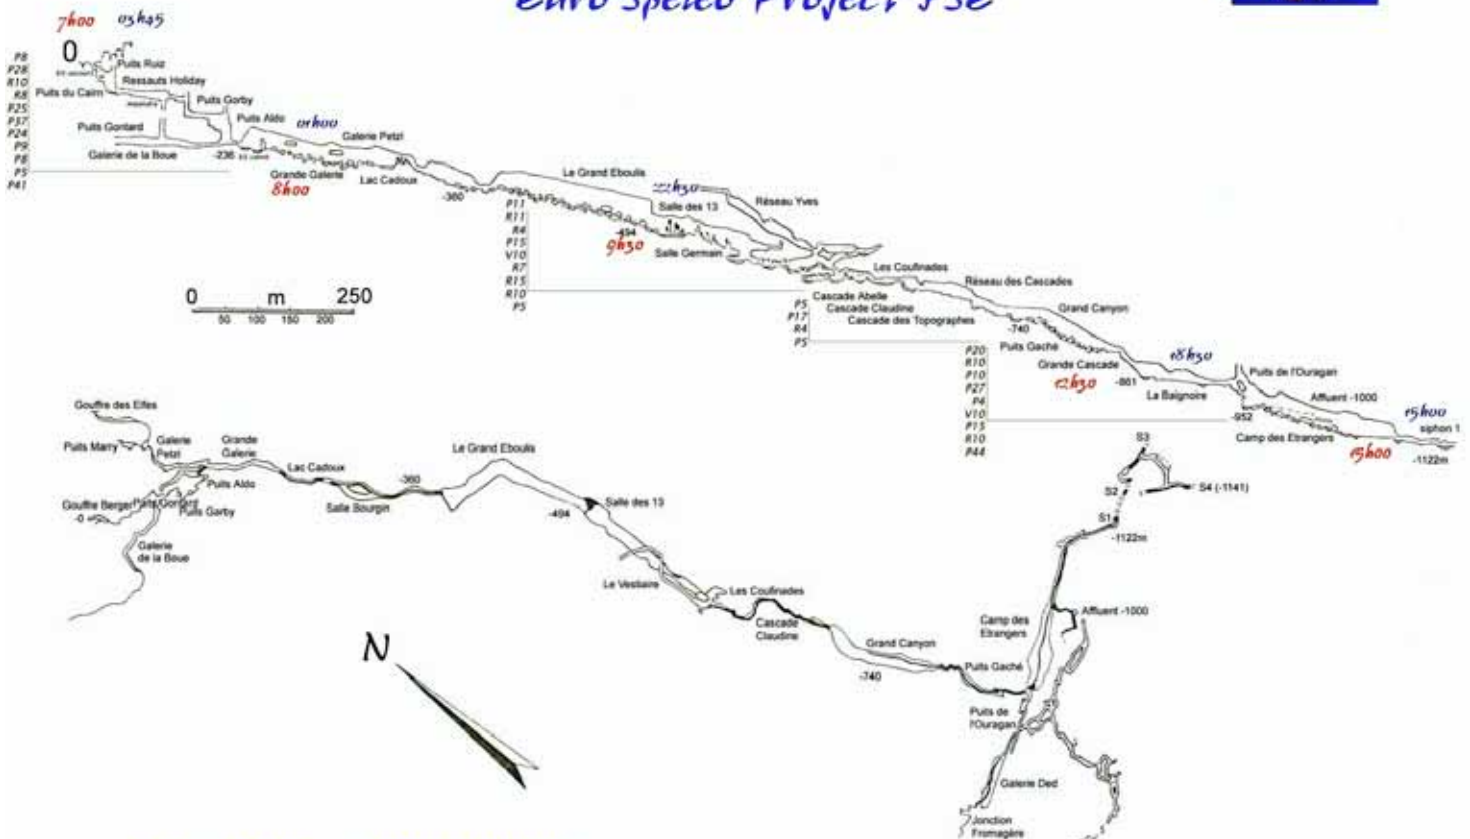 Euro Speleo Project FSE
7h00 03h45
0
P8
P28
R10
R8
P25
P37
P24
P9
P8
P5
P41
Puits Ruiz
Ressauts Holiday
Puits du Cairn
Puits Gorby
Puits Aldo
01h00
Galerie Petzl
Puits Gontard
Galerie de la Boue
-236
Grande Galerie
8h00
Lac Cadoux
-360
Le Grand Eboulis
22h30
Réseau Yves
Salle des 13
P11
R11
R4
P15
V10
R7
R15
R10
P5
-494
9h30
Salle Germain
Les Coufinades
Réseau des Cascades
0 m 250
50 100 150 200
Cascade Abelle
Cascade Claudine
Cascade des Topographes
P5
P17
R4
P5
Grand Canyon
-740
Puits Gaché
Grande Cascade
12h30
-861
18h30
La Baignoire
Puits de l'Ouragan
Affluent -1000
P20
R10
P10
P27
P4
V10
P15
R10
P44
-952
Camp des Etrangers
15h00
15h00
siphon 1
-1122m
Gouffre des Elfes
Puits Marry
Galerie
Petzl
Grande
Galerie
Lac Cadoux
-360
Le Grand Eboulis
Salle Bourgin
Puits Aldo
Gouffre Berger
-0
Puits Gontard
Puits Garby
Galerie
de la Boue
-494
Salle des 13
Le Vestiaire
Les Coufinades
Cascade
Claudine
Grand Canyon
-740
Puits Gaché
S3
S2
S4 (-1141)
S1
-1122m
Camp des
Etrangers
Affluent -1000
Puits de
l'Ouragan
Galerie Ded
Jonction
Fromagère
N